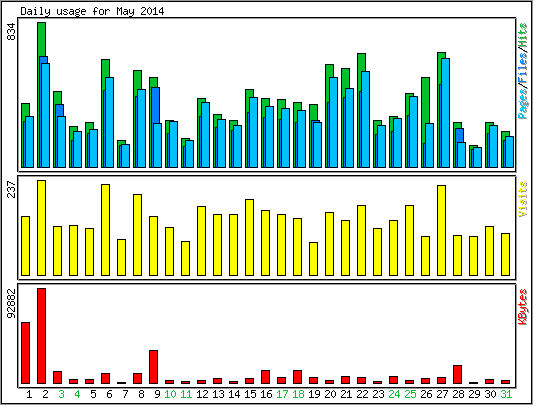 Daily usage for May 2014
834
Pages/Files/Hits
237
Visits
92882
KBytes
1 2 3 4 5 6 7 8 9 10 11 12 13 14 15 16 17 18 19 20 21 22 23 24 25 26 27 28 29 30 31